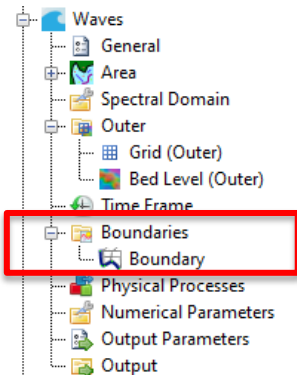 Waves
General
Area
Spectral Domain
Outer
Grid (Outer)
Bed Level (Outer)
Time Frame
Boundaries
Boundary
Physical Processes
Numerical Parameters
Output Parameters
Output